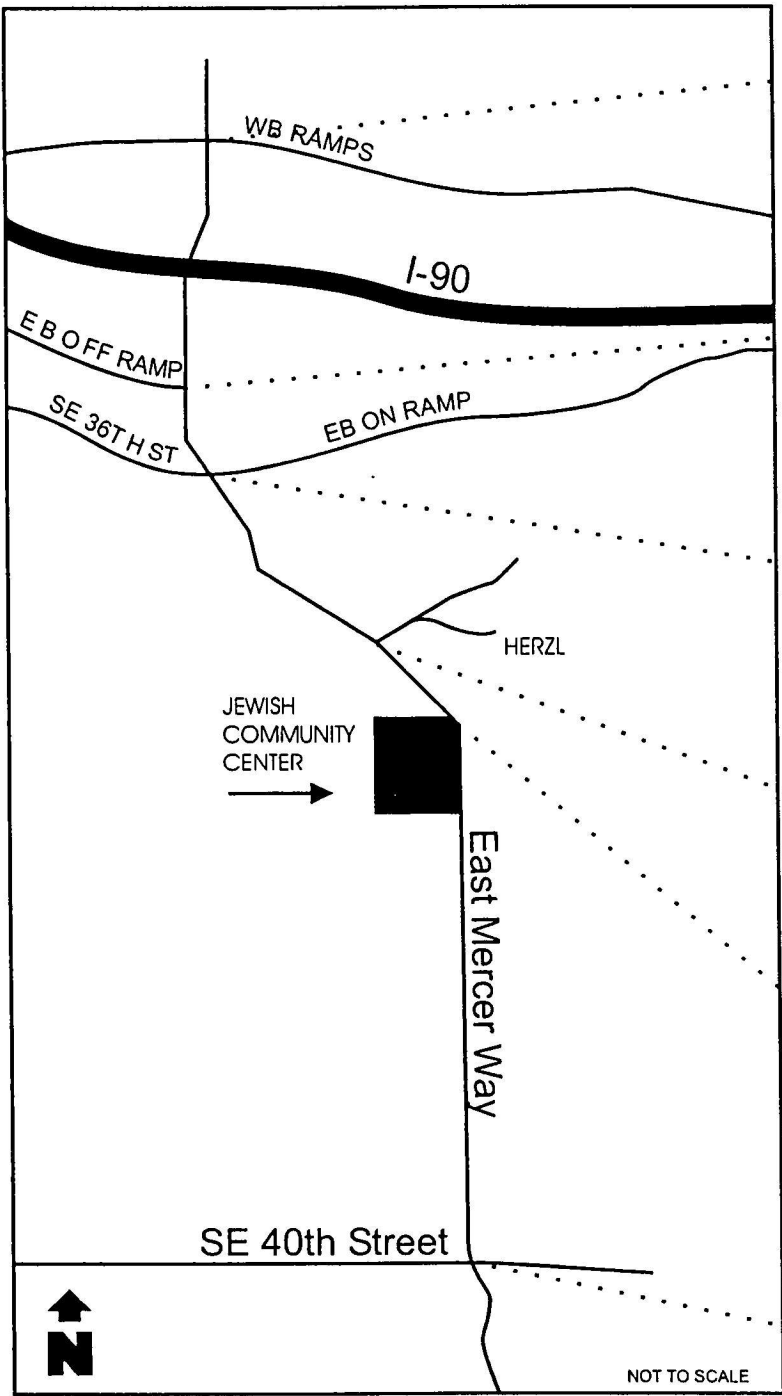 WB RAMPS
I-90
E B O FF RAMP
EB ON RAMP
SE 36T H ST
HERZL
JEWISH
COMMUNITY
CENTER
East Mercer Way
SE 40th Street
N
NOT TO SCALE